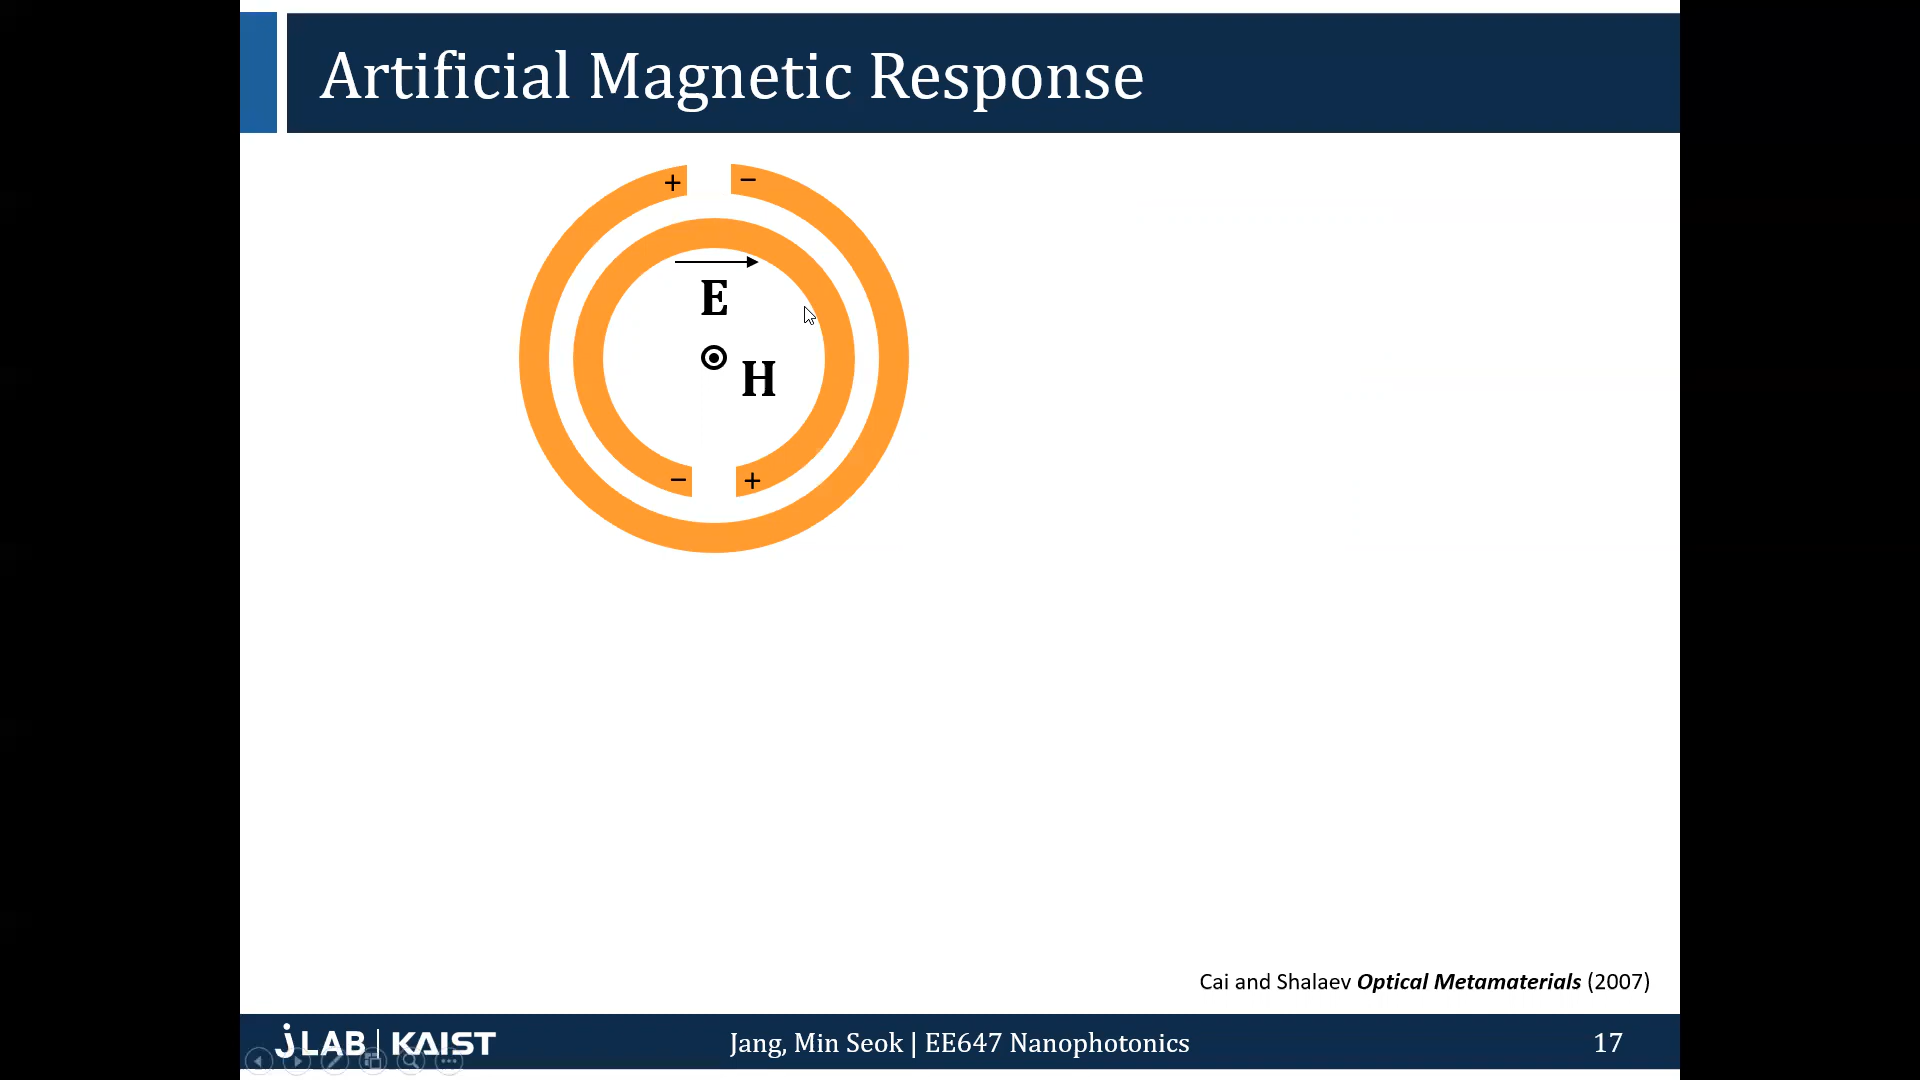 Artificial Magnetic Response
+ −
E
H
− +
Cai and Shalaev Optical Metamaterials (2007)
jLAB | KAIST
Jang, Min Seok | EE647 Nanophotonics
17